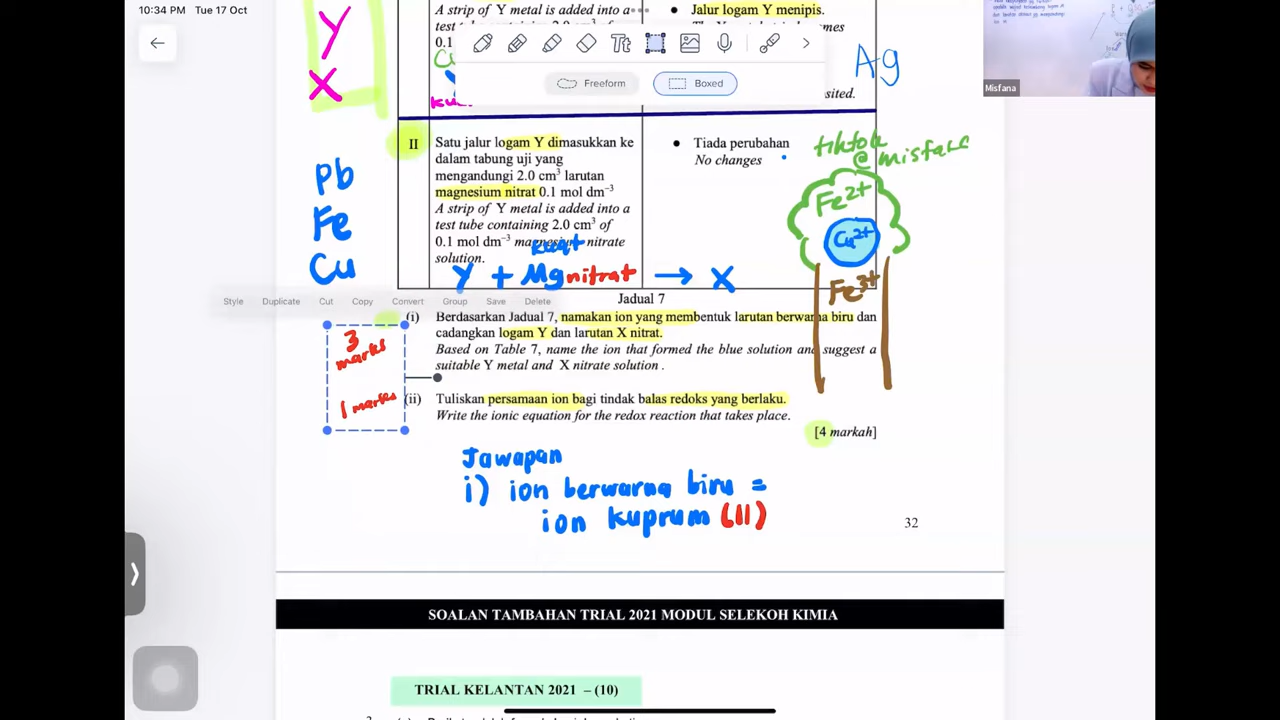 10:34 PM Tue 17 Oct
Misfana
Y
X
A strip of Y metal is added into a
0.1
Jalur logam Y menipis.
sited.
Ag
Freeform
Boxed
II
Satu jalur logam Y dimasukkan ke
dalam tabung uji yang
mengandungi 2.0 cm³ larutan
magnesium nitrat 0.1 mol dm⁻³
A strip of Y metal is added into a
test tube containing 2.0 cm³ of
0.1 mol dm⁻³ magnesium nitrate
solution.
kuat
Y + Mg nitrat → X
Tiada perubahan
No changes
tiktok
@misfana
Fe²⁺
Cu²⁺
Fe³⁺
Pb
Fe
Cu
Jadual 7
Style Duplicate Cut Copy Convert Group Save Delete
(i) Berdasarkan Jadual 7, namakan ion yang membentuk larutan berwarna biru dan
cadangkan logam Y dan larutan X nitrat.
Based on Table 7, name the ion that formed the blue solution and suggest a
suitable Y metal and X nitrate solution .
3
marks
1 marks
(ii) Tuliskan persamaan ion bagi tindak balas redoks yang berlaku.
Write the ionic equation for the redox reaction that takes place.
[4 markah]
Jawapan
i) ion berwarna biru =
ion kuprum (II)
32
SOALAN TAMBAHAN TRIAL 2021 MODUL SELEKOH KIMIA
TRIAL KELANTAN 2021 – (10)